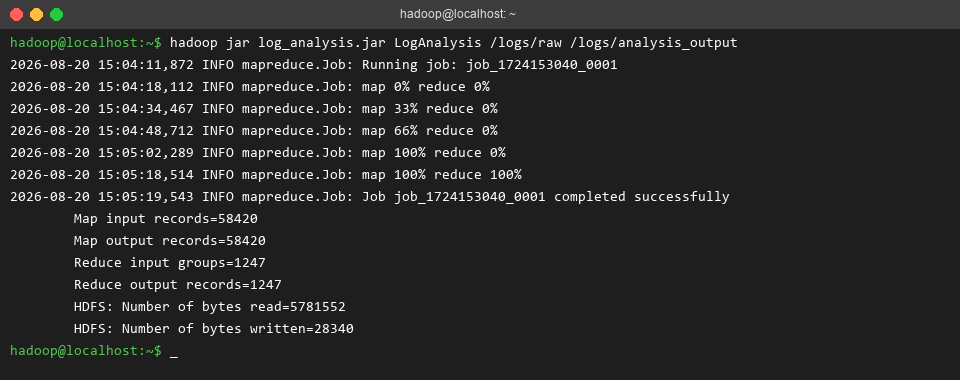 hadoop@localhost: ~
hadoop@localhost:~$ hadoop jar log_analysis.jar LogAnalysis /logs/raw /logs/analysis_output
2026-08-20 15:04:11,872 INFO mapreduce.Job: Running job: job_1724153040_0001
2026-08-20 15:04:18,112 INFO mapreduce.Job: map 0% reduce 0%
2026-08-20 15:04:34,467 INFO mapreduce.Job: map 33% reduce 0%
2026-08-20 15:04:48,712 INFO mapreduce.Job: map 66% reduce 0%
2026-08-20 15:05:02,289 INFO mapreduce.Job: map 100% reduce 0%
2026-08-20 15:05:18,514 INFO mapreduce.Job: map 100% reduce 100%
2026-08-20 15:05:19,543 INFO mapreduce.Job: Job job_1724153040_0001 completed successfully
Map input records=58420
Map output records=58420
Reduce input groups=1247
Reduce output records=1247
HDFS: Number of bytes read=5781552
HDFS: Number of bytes written=28340
hadoop@localhost:~$ _